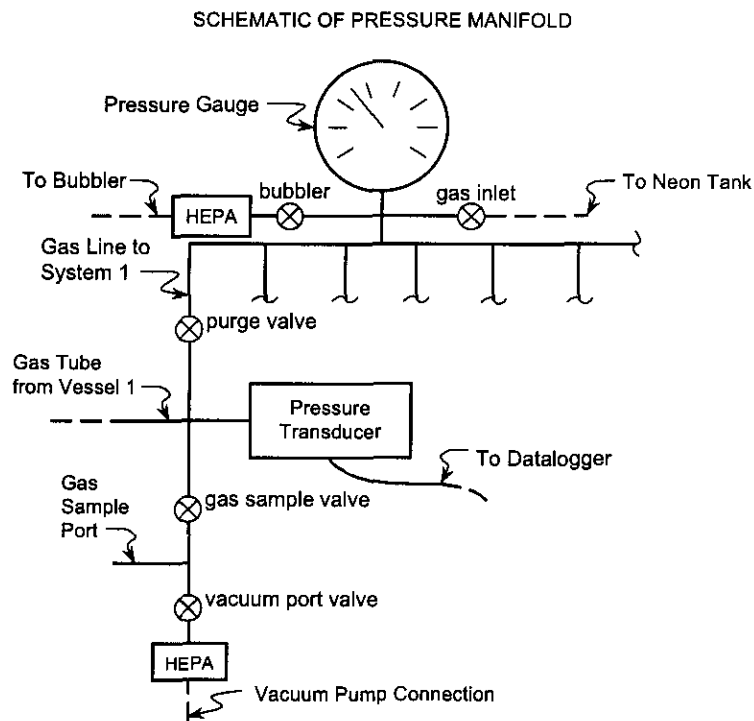 SCHEMATIC OF PRESSURE MANIFOLD
Pressure Gauge
To Bubbler
bubbler
gas inlet
To Neon Tank
HEPA
Gas Line to
System 1
purge valve
Gas Tube
from Vessel 1
Pressure
Transducer
To Datalogger
Gas
Sample
Port
gas sample valve
vacuum port valve
HEPA
Vacuum Pump Connection